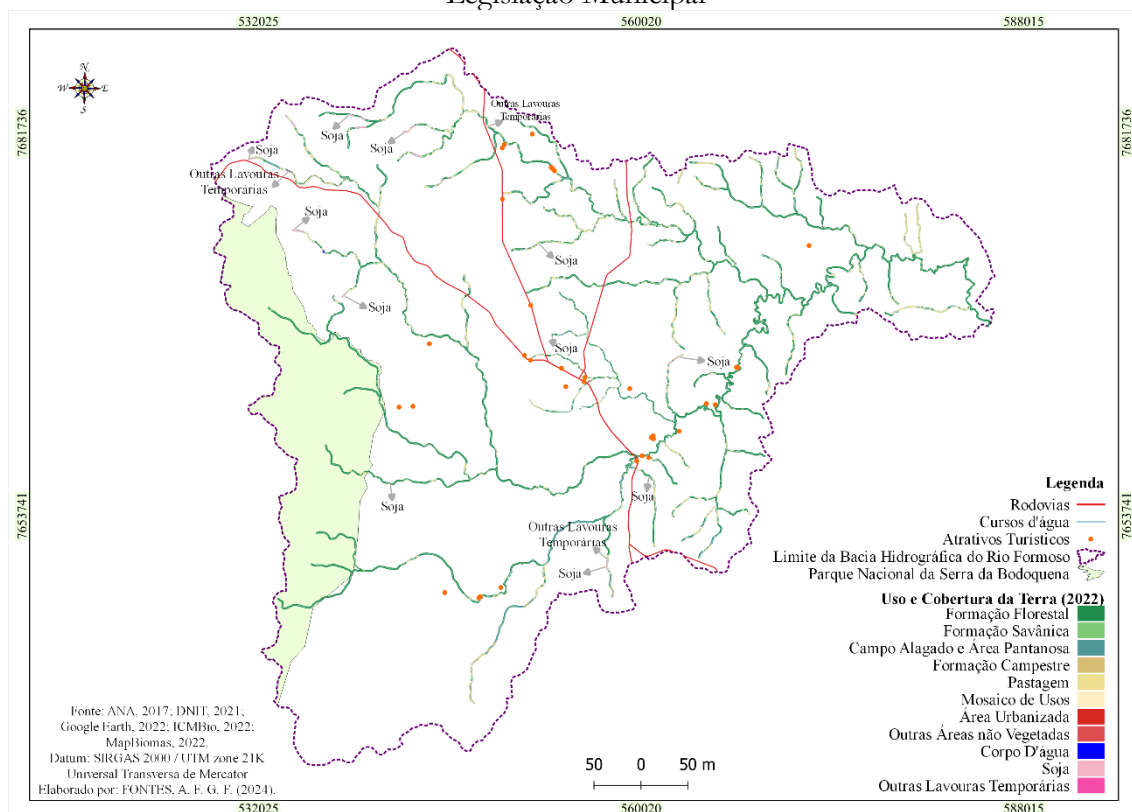 Legislação Municipal
532025
560020
588015
7681736
7681736
N
W
E
S
Outras Lavouras
Temporárias
Soja
Soja
Soja
Outras Lavouras
Temporárias
Soja
Soja
Soja
Soja
Soja
Soja
Soja
Outras Lavouras
Temporárias
Soja
7653741
7653741
Legenda
Rodovias
Cursos d'água
Atrativos Turísticos
Limite da Bacia Hidrográfica do Rio Formoso
Parque Nacional da Serra da Bodoquena
Uso e Cobertura da Terra (2022)
Formação Florestal
Formação Savânica
Campo Alagado e Área Pantanosa
Formação Campestre
Pastagem
Mosaico de Usos
Área Urbanizada
Outras Áreas não Vegetadas
Corpo D'água
Soja
Outras Lavouras Temporárias
Fonte: ANA, 2017; DNIT, 2021;
Google Earth, 2022; ICMBio, 2022;
MapBiomas, 2022.
Datum: SIRGAS 2000 / UTM zone 21K
Universal Transversa de Mercator
Elaborado por: FONTES, A. F. G. F. (2024).
50 0 50 m
532025
560020
588015